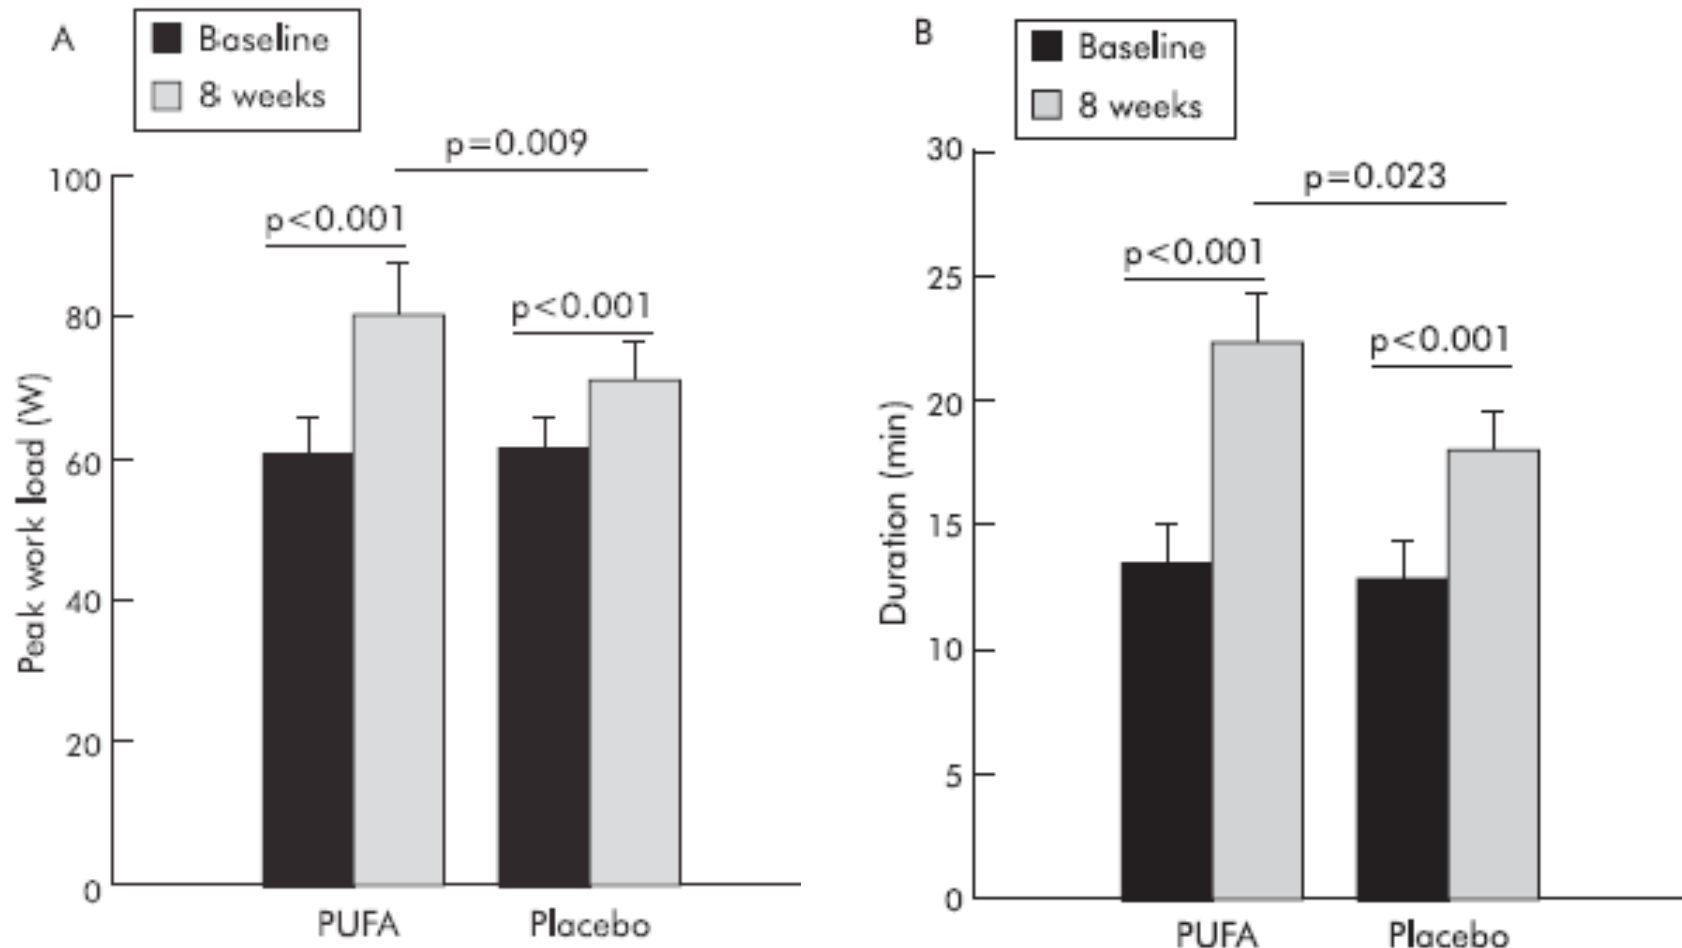 A
Baseline
8 weeks
p=0.009
p<0.001
p<0.001
100
80
60
40
20
0
Peak work load (W)
PUFA
Placebo
B
Baseline
8 weeks
p=0.023
p<0.001
p<0.001
30
25
20
15
10
5
0
Duration (min)
PUFA
Placebo